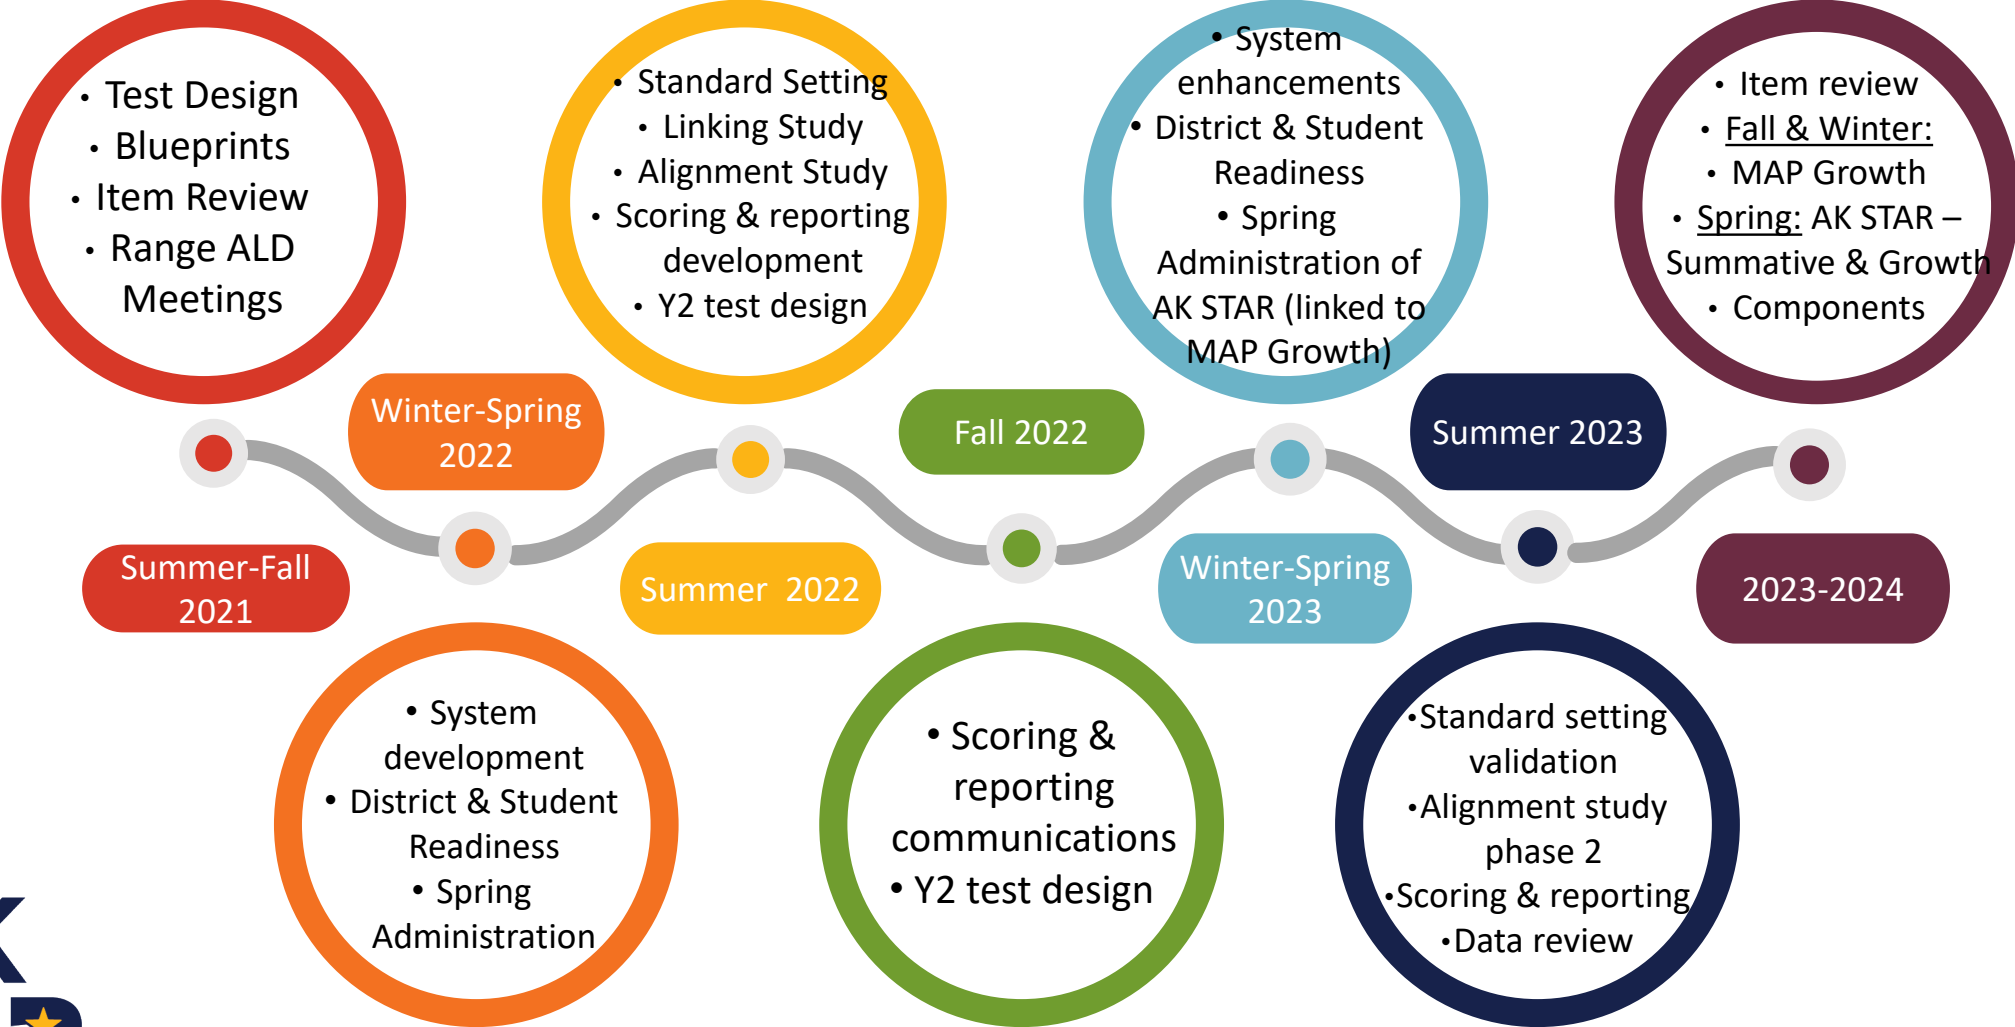 • Test Design
• Blueprints
• Item Review
• Range ALD
Meetings
Summer-Fall
2021
Winter-Spring
2022
• System
development
• District & Student
Readiness
• Spring
Administration
• Standard Setting
• Linking Study
• Alignment Study
• Scoring & reporting
development
• Y2 test design
Summer 2022
Fall 2022
• Scoring &
reporting
communications
• Y2 test design
• System
enhancements
• District & Student
Readiness
• Spring
Administration of
AK STAR (linked to
MAP Growth)
Winter-Spring
2023
Summer 2023
•Standard setting
validation
•Alignment study
phase 2
•Scoring & reporting
•Data review
• Item review
• Fall & Winter:
• MAP Growth
• Spring: AK STAR –
Summative & Growth
• Components
2023-2024